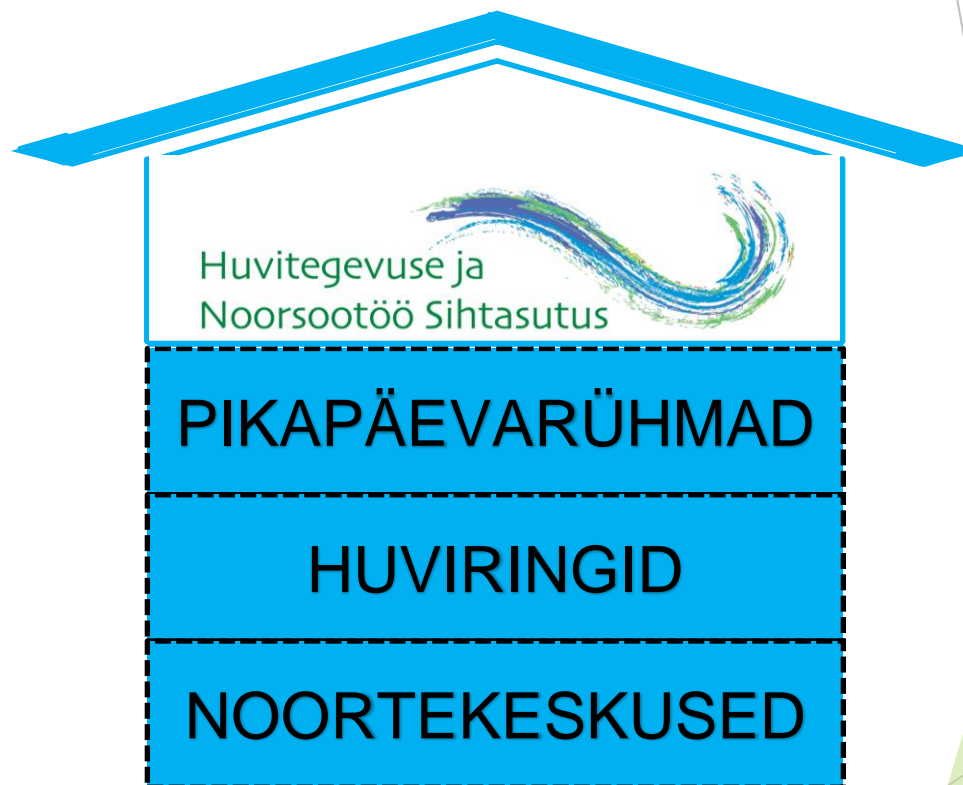 Huvitegevuse ja
Noorsootöö Sihtasutus
PIKAPÄEVARÜHMAD
HUVIRINGID
NOORTEKESKUSED